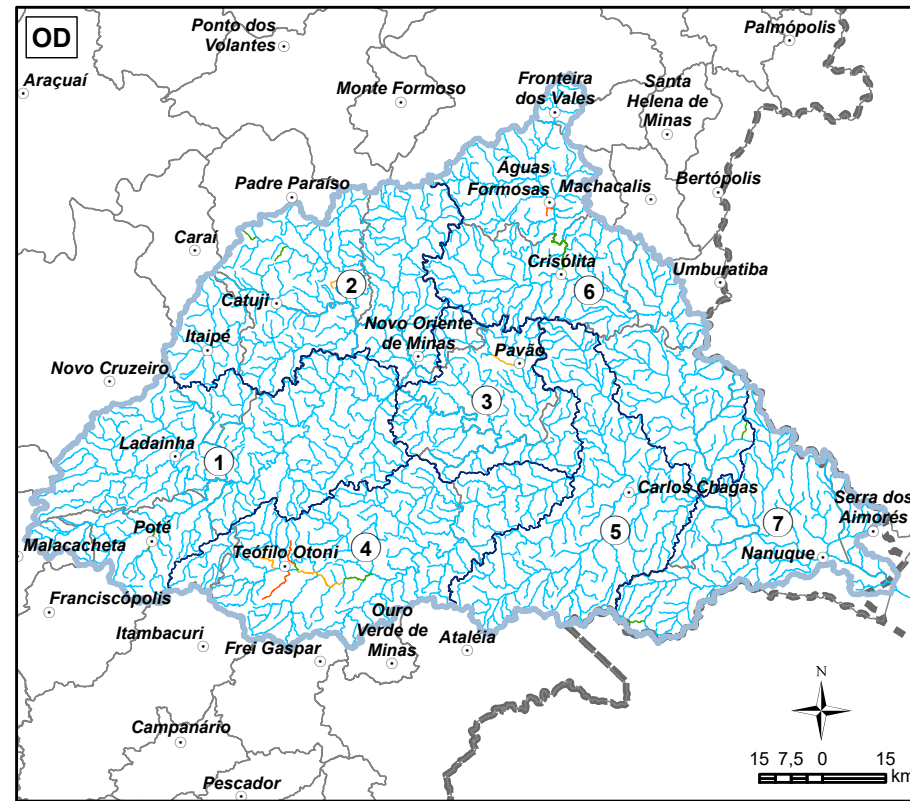 OD
Ponto dos
Volantes
Palmópolis
Araçuaí
Monte Formoso
Fronteira
dos Vales
Santa
Helena de
Minas
Águas
Formosas
Machacalis
Bertópolis
Padre Paraíso
Caraí
Crisólita
Umburatiba
2
6
Catuji
Itaipé
Novo Oriente
de Minas
Pavão
Novo Cruzeiro
3
Ladainha
1
Carlos Chagas
Serra dos
Aimorés
7
5
Poté
4
Malacacheta
Teófilo Otoni
Nanuque
Franciscópolis
Ouro
Verde de
Minas
Itambacuri
Frei Gaspar
Ataléia
N
Campanário
Pescador
15 7,5 0 15
km